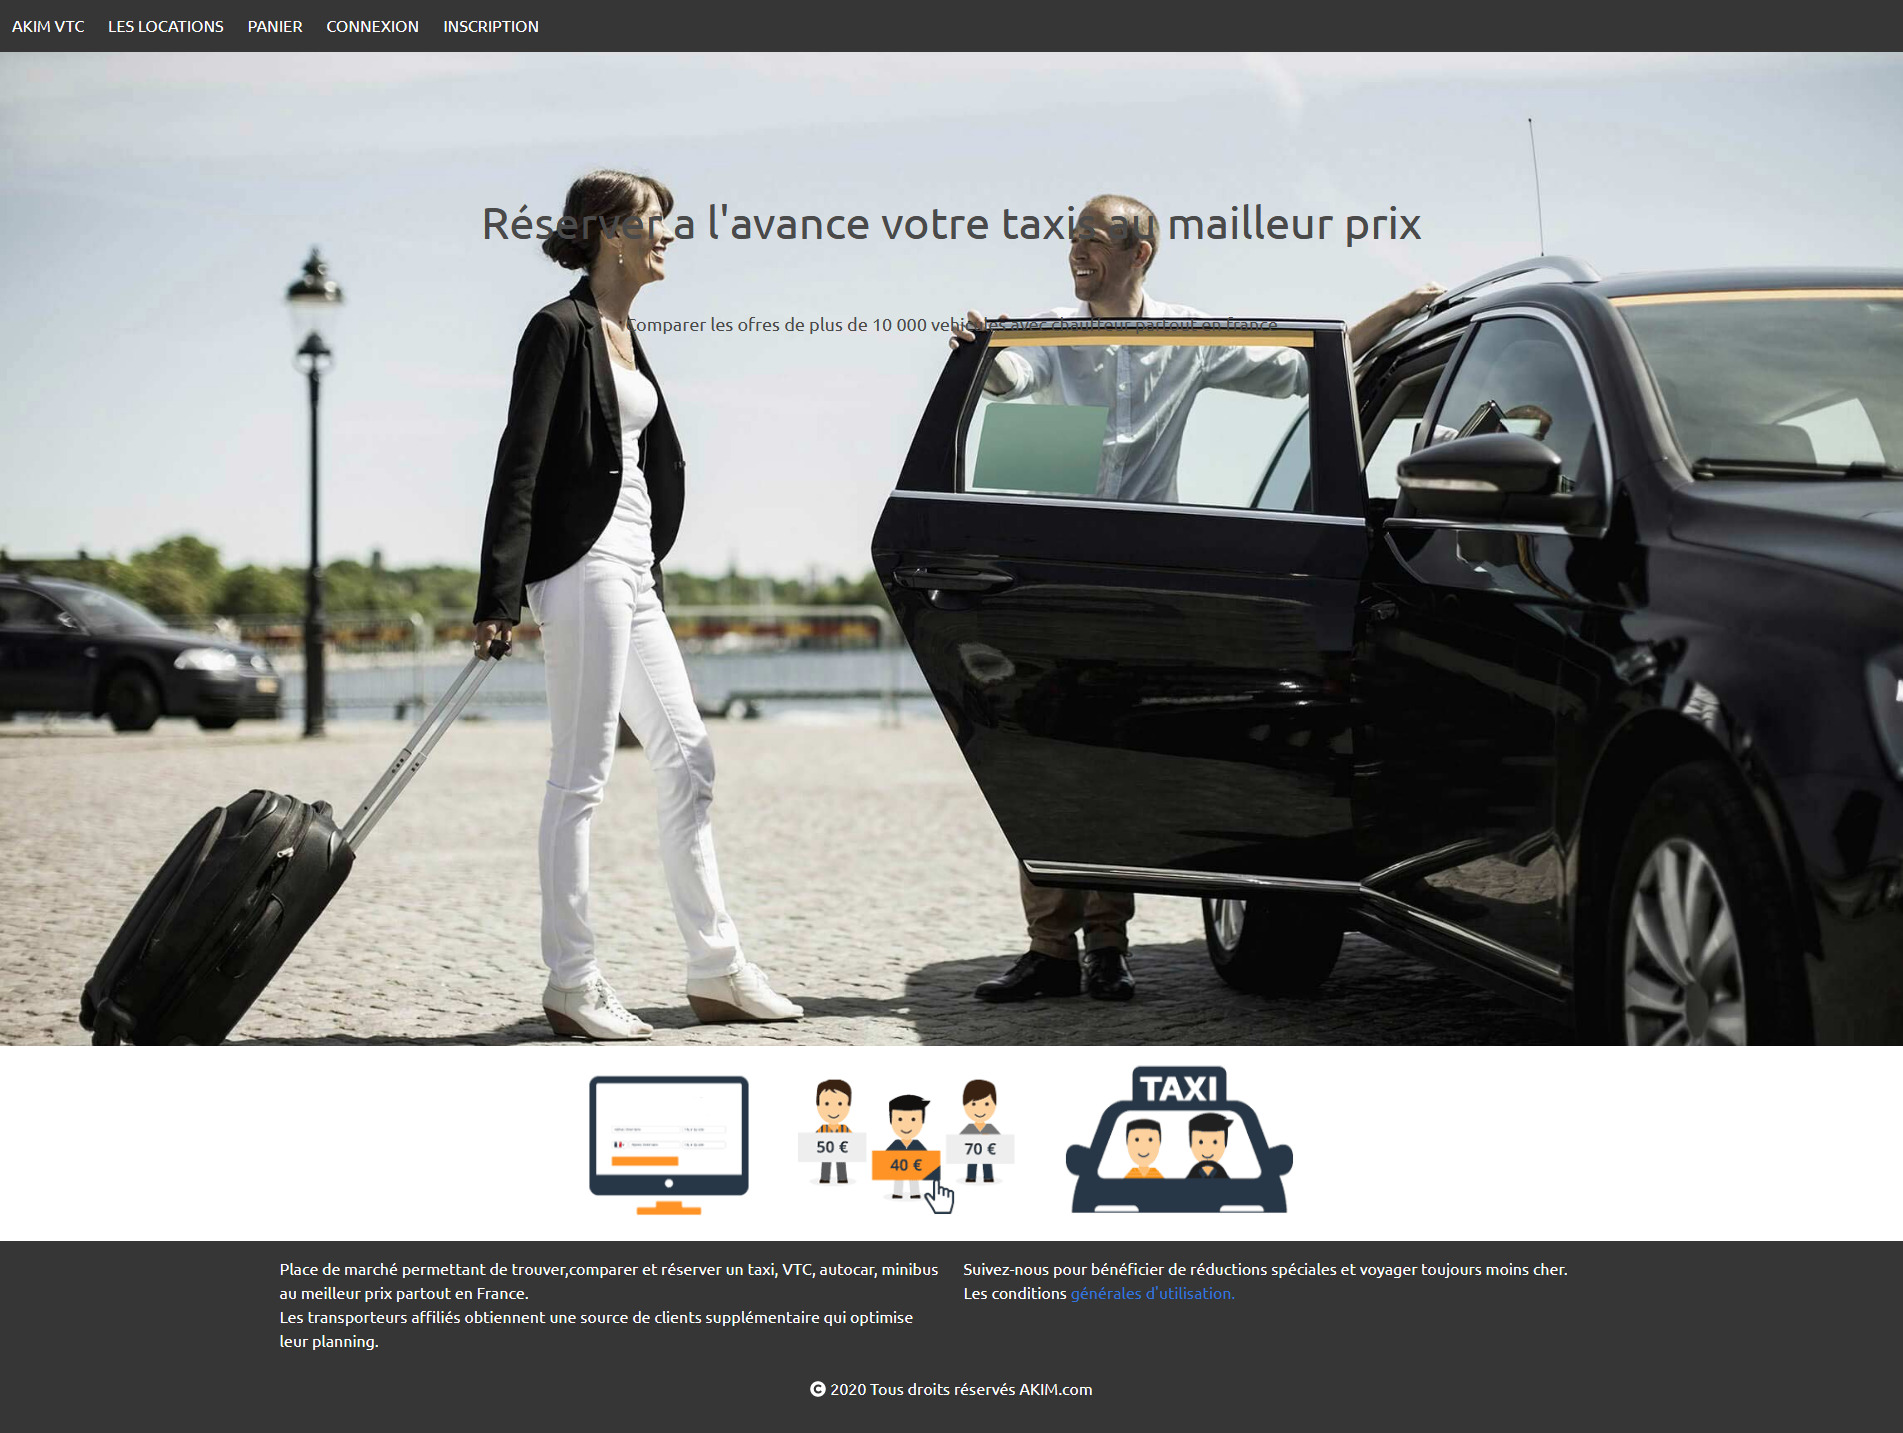 AKIM VTC LES LOCATIONS PANIER CONNEXION INSCRIPTION
Réserver a l'avance votre taxis au mailleur prix
Comparer les ofres de plus de 10 000 vehicules avec chauffeur partout en france
TAXI
50 €
40 €
70 €
Place de marché permettant de trouver,comparer et réserver un taxi, VTC, autocar, minibus
au meilleur prix partout en France.
Les transporteurs affiliés obtiennent une source de clients supplémentaire qui optimise
leur planning.
Suivez-nous pour bénéficier de réductions spéciales et voyager toujours moins cher.
Les conditions générales d'utilisation.
© 2020 Tous droits réservés AKIM.com